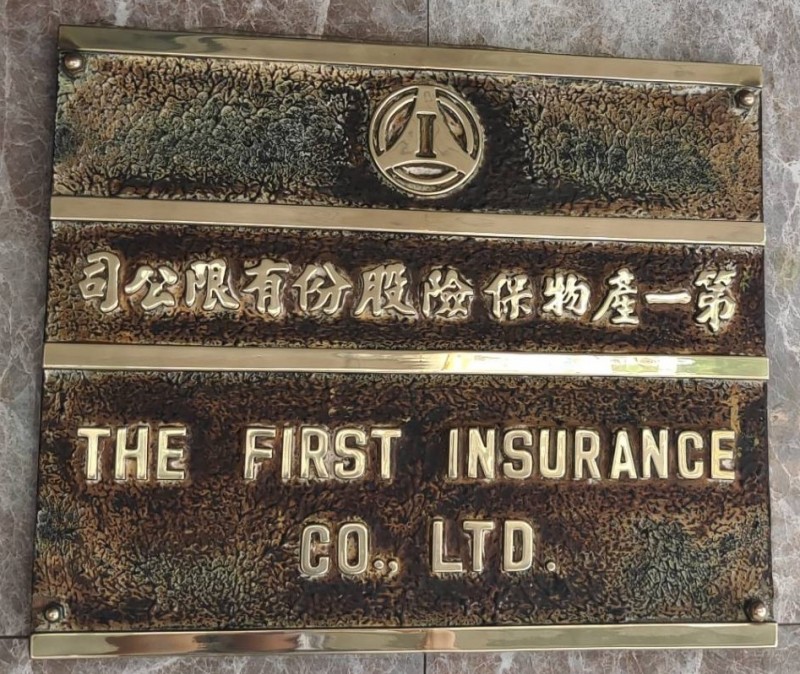 I
第一產物保險股份有限公司
THE FIRST INSURANCE
CO., LTD.